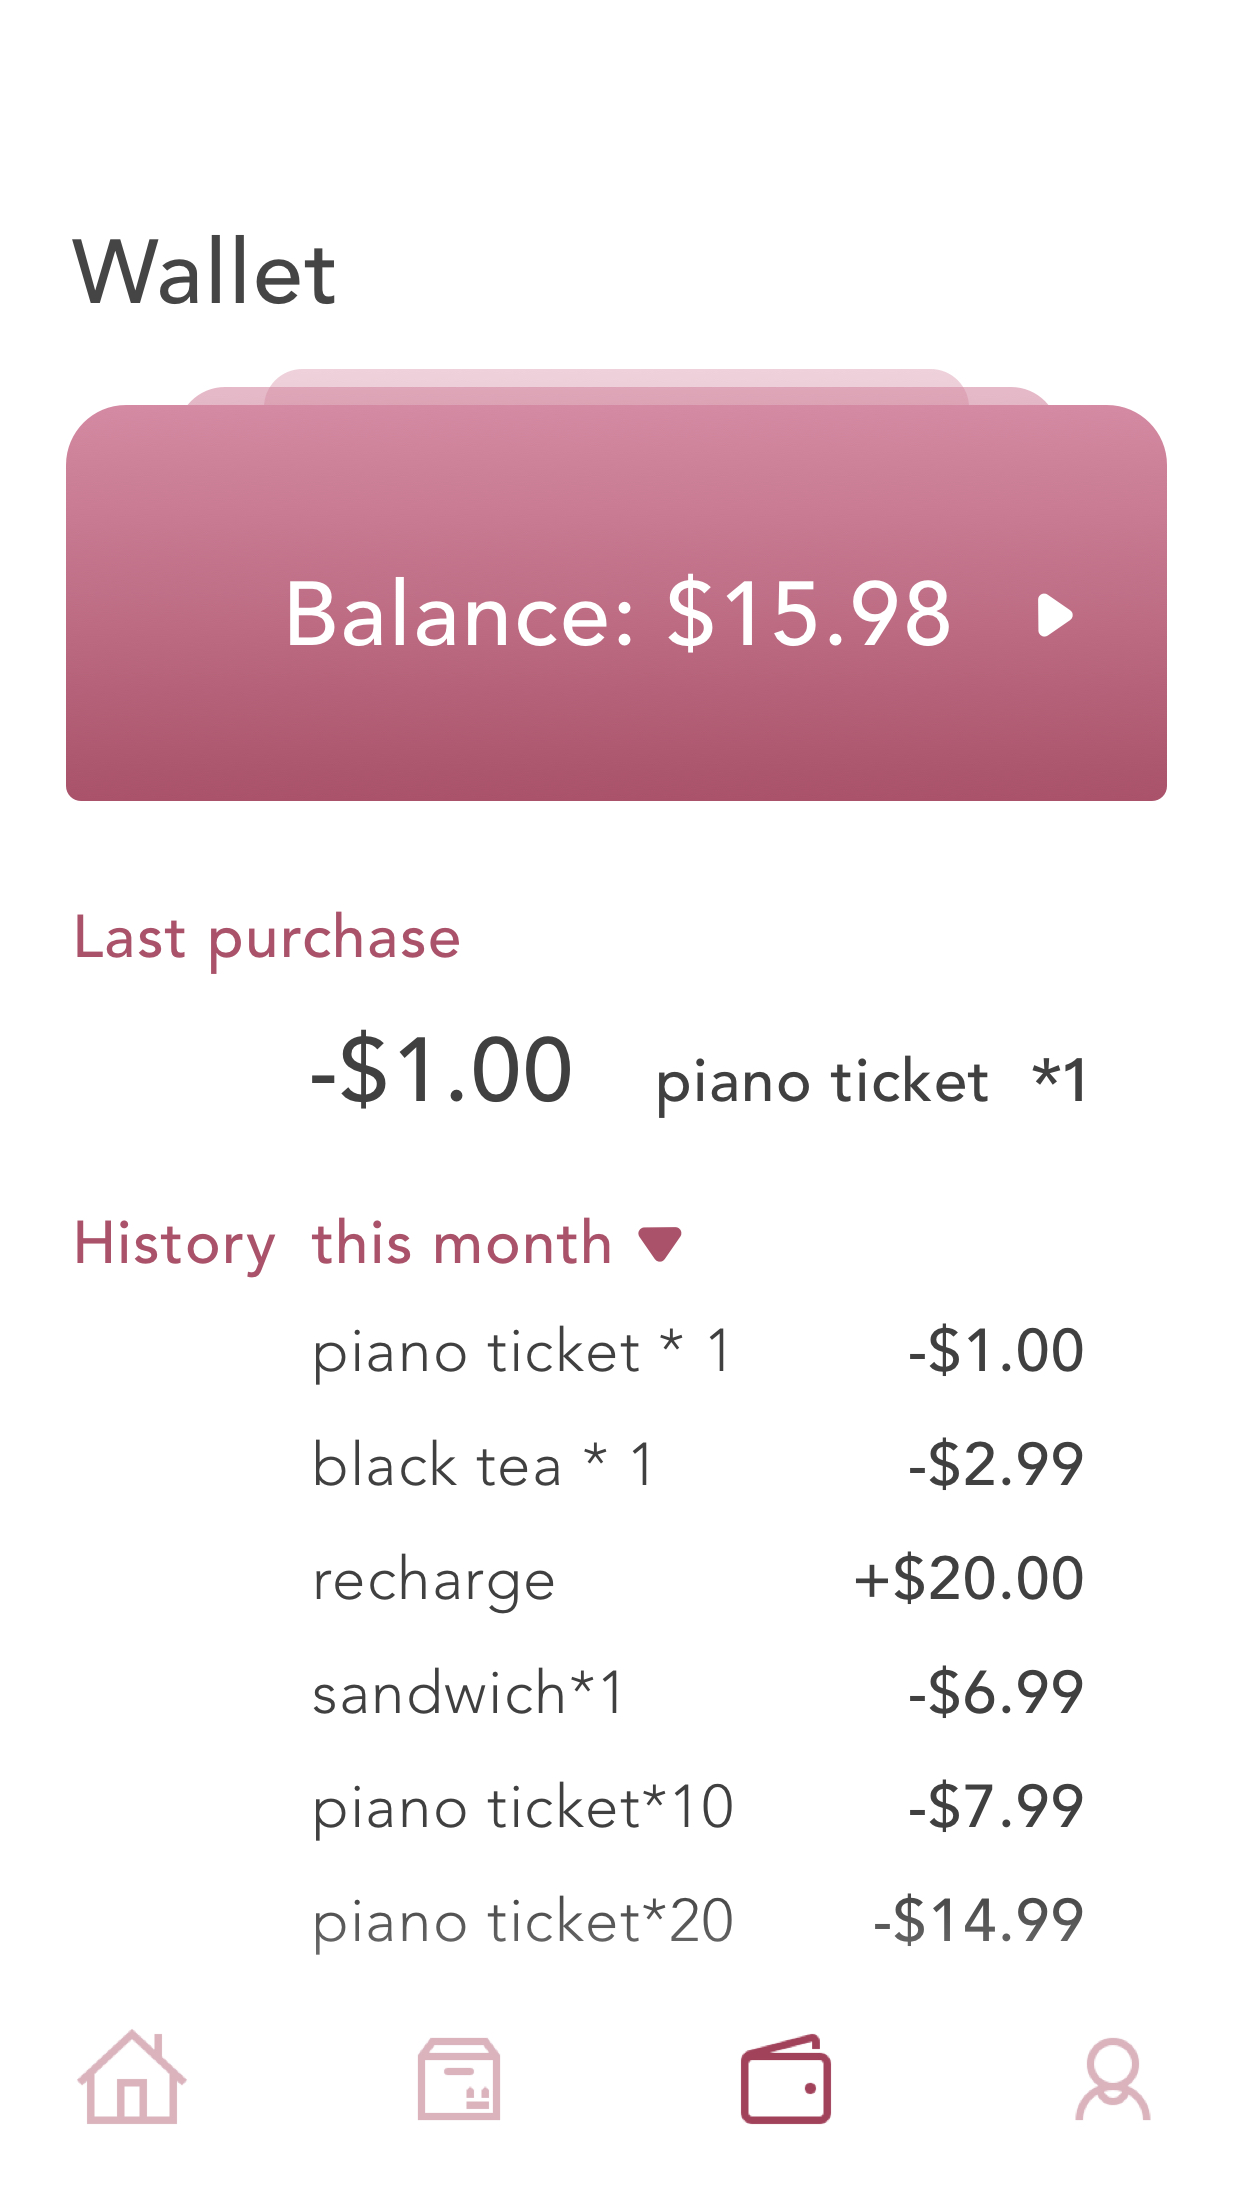 Wallet
Balance: $15.98
Last purchase
-$1.00 piano ticket *1
History this month
piano ticket * 1 -$1.00
black tea * 1 -$2.99
recharge +$20.00
sandwich*1 -$6.99
piano ticket*10 -$7.99
piano ticket*20 -$14.99